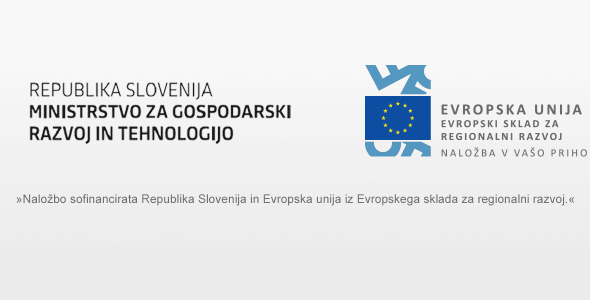 REPUBLIKA SLOVENIJA
MINISTRSTVO ZA GOSPODARSKI
RAZVOJ IN TEHNOLOGIJO
EVROPSKA UNIJA
EVROPSKI SKLAD ZA
REGIONALNI RAZVOJ
NALOŽBA V VAŠO PRIHO
»Naložbo sofinancirata Republika Slovenija in Evropska unija iz Evropskega sklada za regionalni razvoj.«